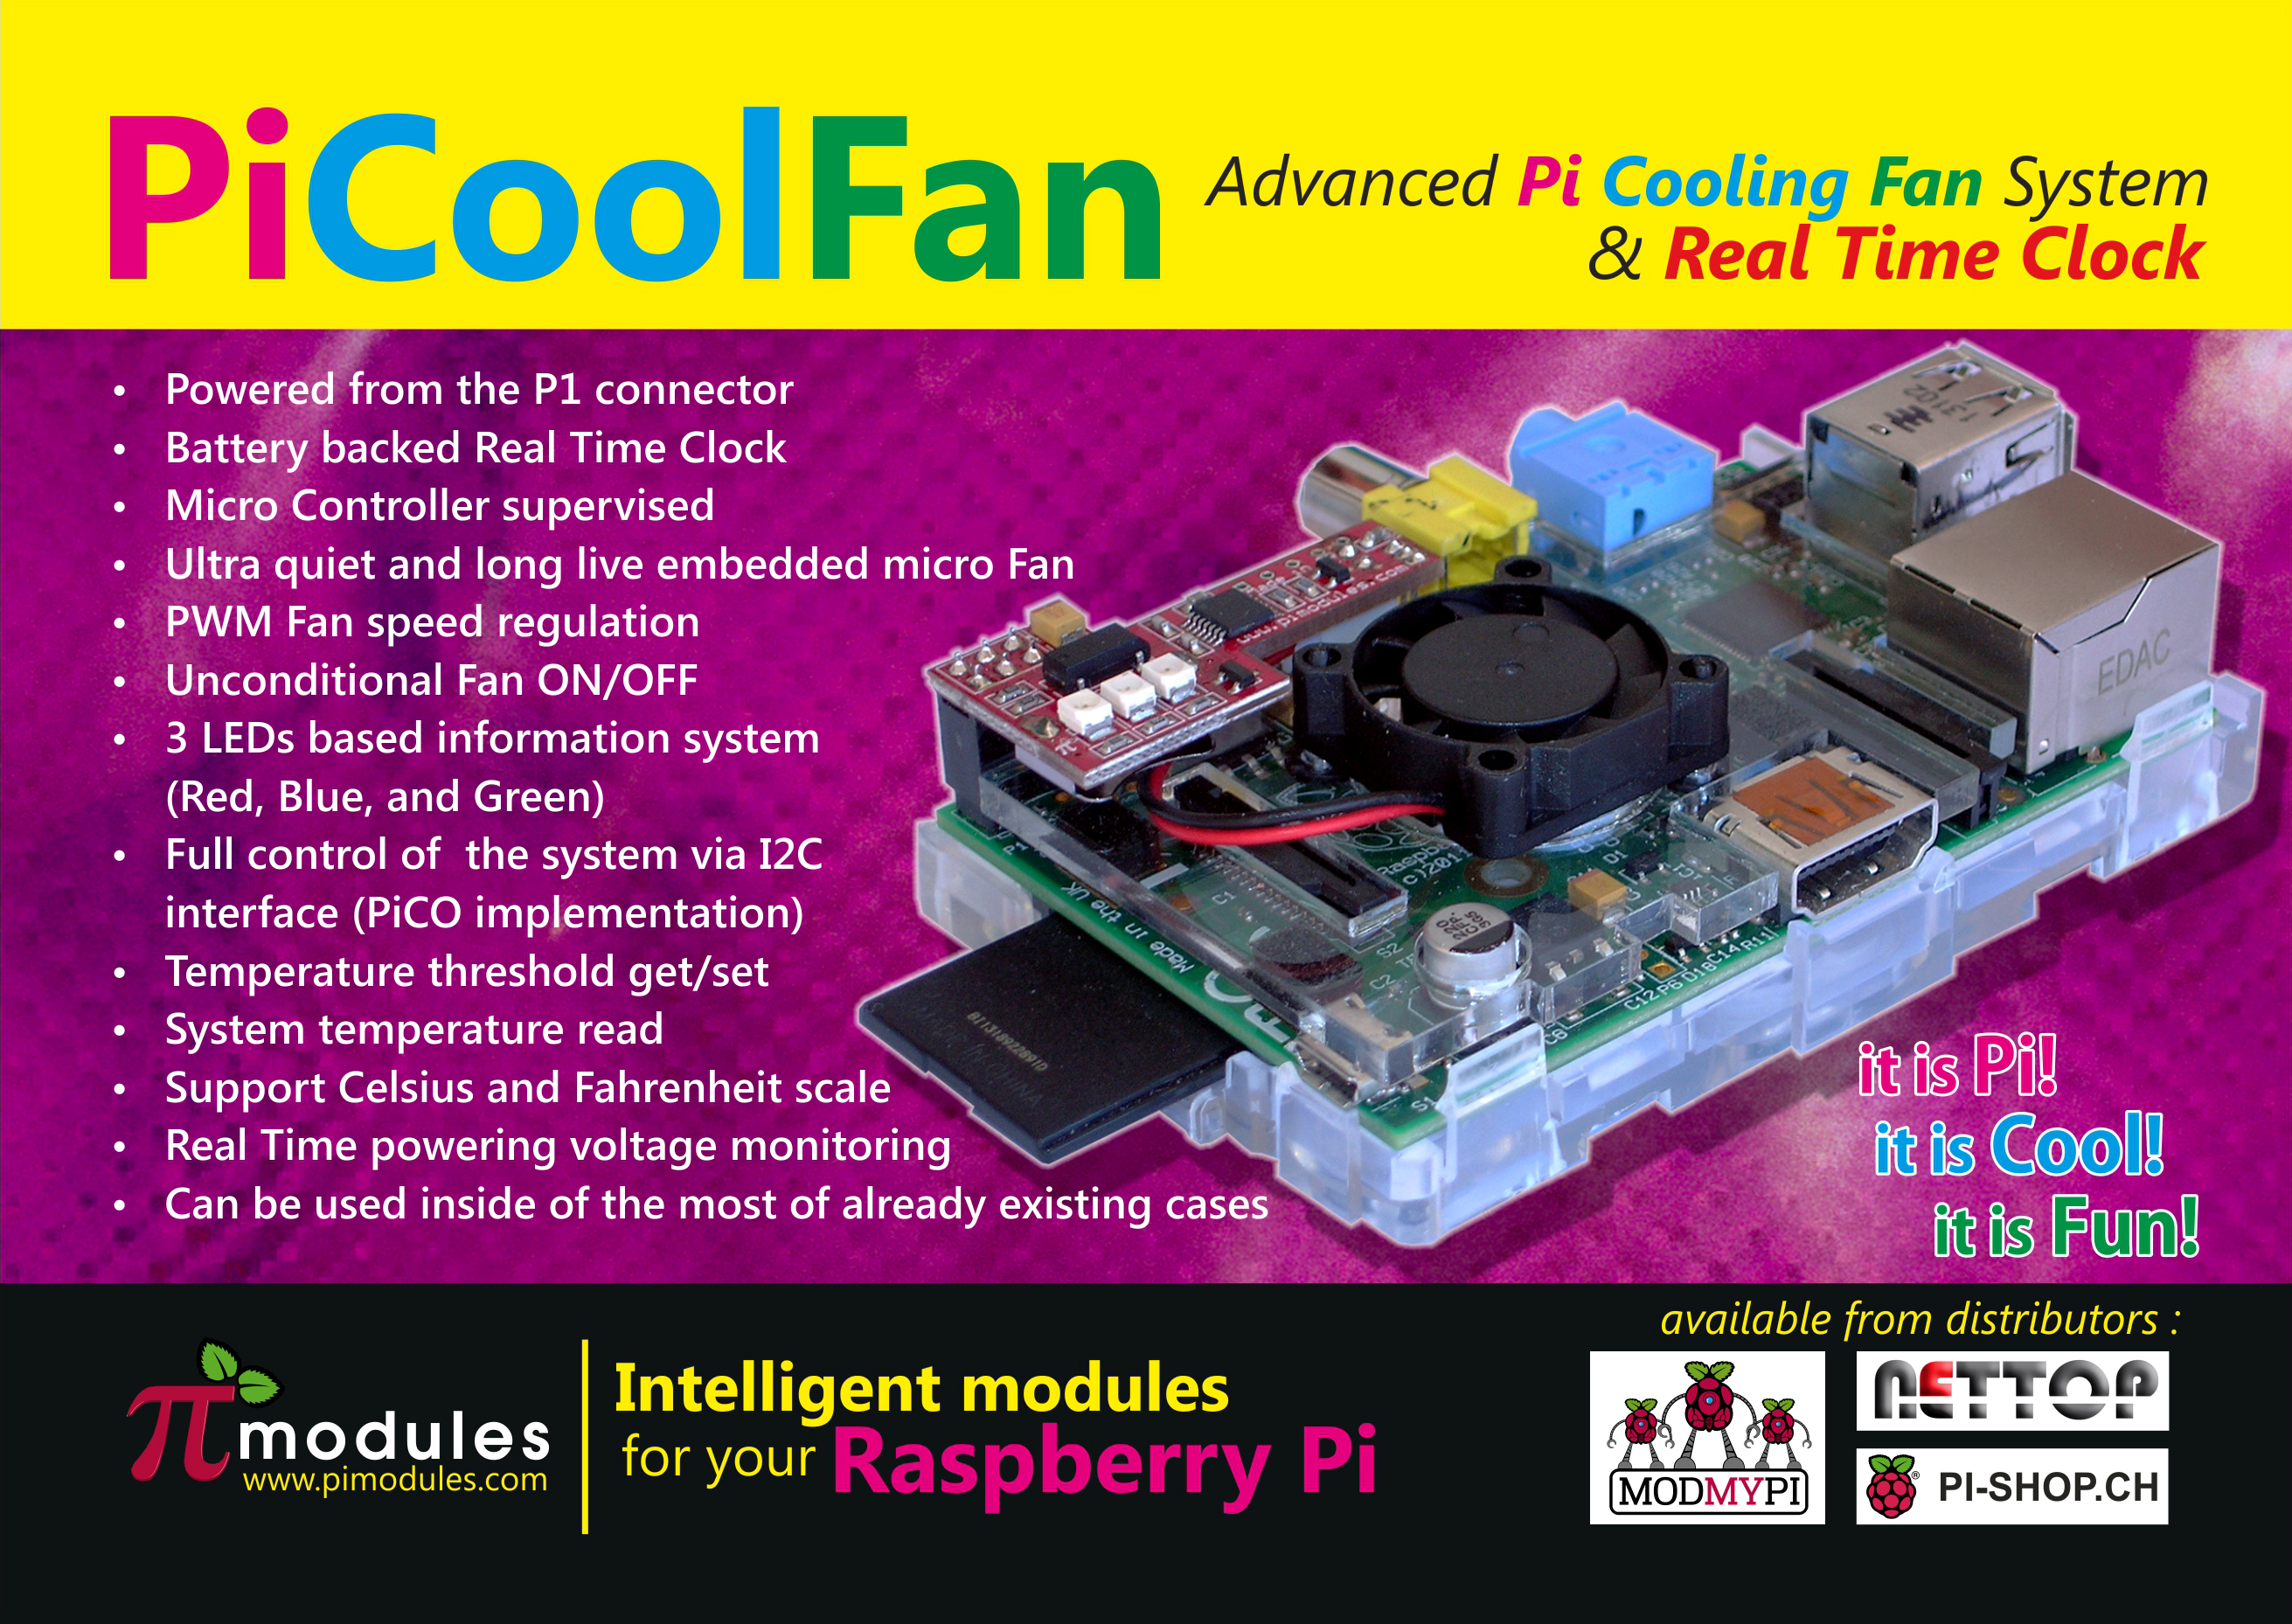 PiCoolFan
Advanced Pi Cooling Fan System
& Real Time Clock
• Powered from the P1 connector
• Battery backed Real Time Clock
• Micro Controller supervised
• Ultra quiet and long live embedded micro Fan
• PWM Fan speed regulation
• Unconditional Fan ON/OFF
• 3 LEDs based information system
(Red, Blue, and Green)
• Full control of  the system via I2C
interface (PiCO implementation)
• Temperature threshold get/set
• System temperature read
• Support Celsius and Fahrenheit scale
• Real Time powering voltage monitoring
• Can be used inside of the most of already existing cases
www.pimodules.com
EDAC
Made in the UK
it is Pi!
it is Cool!
it is Fun!
π modules
www.pimodules.com
Intelligent modules
for your Raspberry Pi
available from distributors :
MODMYPI
NETTOP
PI-SHOP.CH